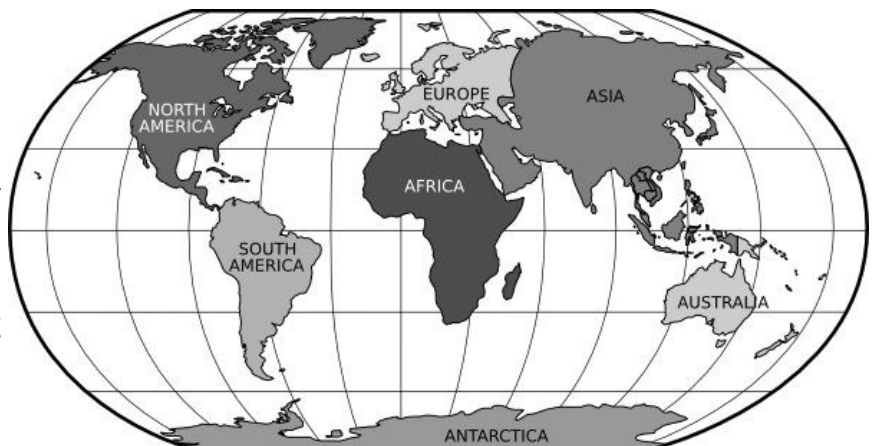 EUROPE
ASIA
NORTH
AMERICA
AFRICA
SOUTH
AMERICA
AUSTRALIA
ANTARCTICA